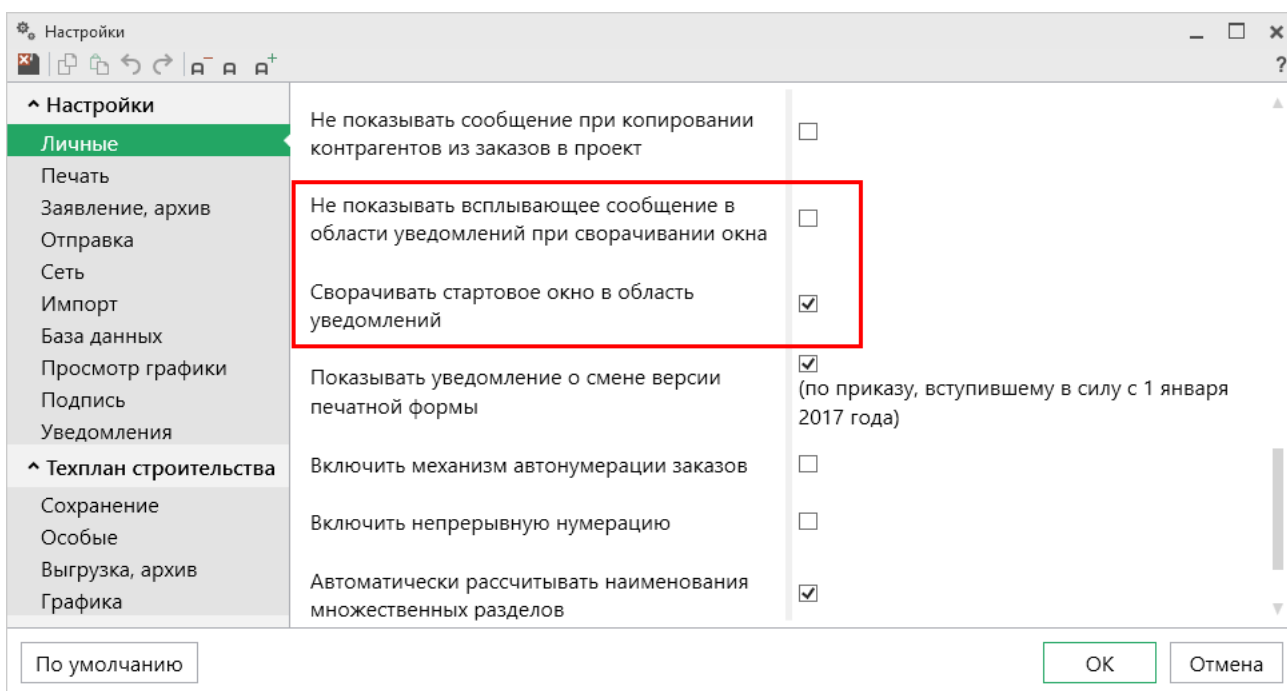 Настройки
?
Настройки
Личные
Печать
Заявление, архив
Отправка
Сеть
Импорт
База данных
Просмотр графики
Подпись
Уведомления
Техплан строительства
Сохранение
Особые
Выгрузка, архив
Графика
Не показывать сообщение при копировании
контрагентов из заказов в проект
Не показывать всплывающее сообщение в
области уведомлений при сворачивании окна
Сворачивать стартовое окно в область
уведомлений
Показывать уведомление о смене версии
печатной формы
(по приказу, вступившему в силу с 1 января
2017 года)
Включить механизм автонумерации заказов
Включить непрерывную нумерацию
Автоматически рассчитывать наименования
множественных разделов
По умолчанию
ОК
Отмена